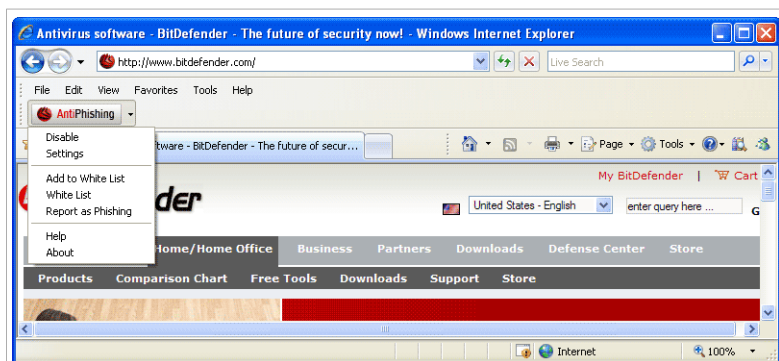 Antivirus software - BitDefender - The future of security now! - Windows Internet Explorer
http://www.bitdefender.com/ Live Search
File Edit View Favorites Tools Help
AntiPhishing
Disable
Settings
Add to White List
White List
Report as Phishing
Help
About
tware - BitDefender - The future of secur... Page Tools
My BitDefender | Cart
der United States - English enter query here ... G
Home/Home Office Business Partners Downloads Defense Center Store
Products Comparison Chart Free Tools Downloads Support Store
Internet 100%